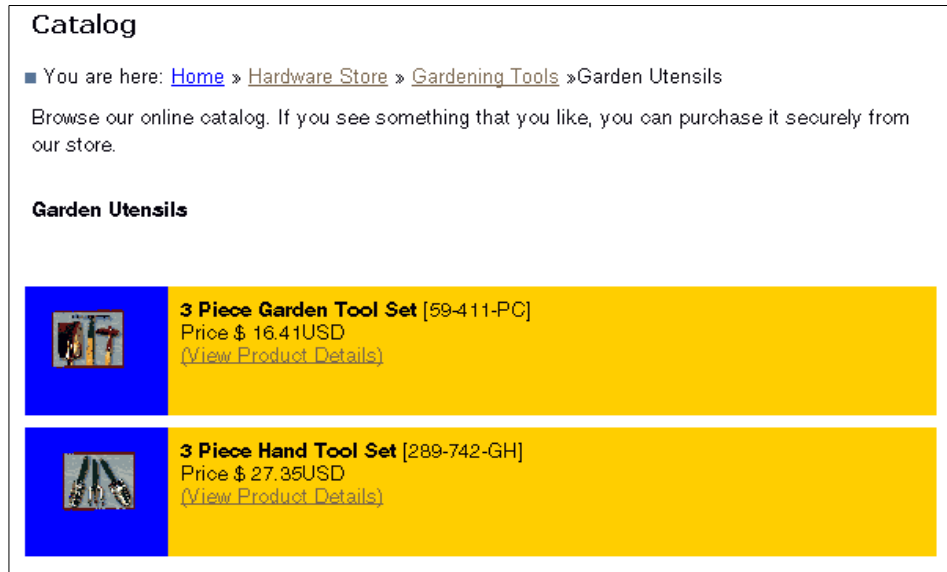 Catalog
You are here: Home » Hardware Store » Gardening Tools »Garden Utensils
Browse our online catalog. If you see something that you like, you can purchase it securely from
our store.
Garden Utensils
3 Piece Garden Tool Set [59-411-PC]
Price $ 16.41USD
(View Product Details)
3 Piece Hand Tool Set [289-742-GH]
Price $ 27.35USD
(View Product Details)